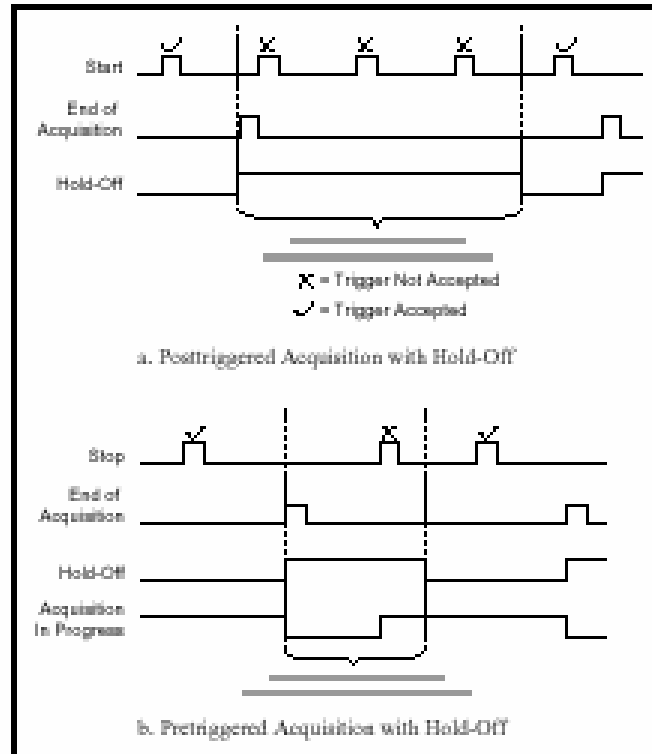 Start
End of
Acquisition
Hold-Off
X = Trigger Not Accepted
✓ = Trigger Accepted
a. Posttriggered Acquisition with Hold-Off
Stop
End of
Acquisition
Hold-Off
Acquisition
In Progress
b. Pretriggered Acquisition with Hold-Off